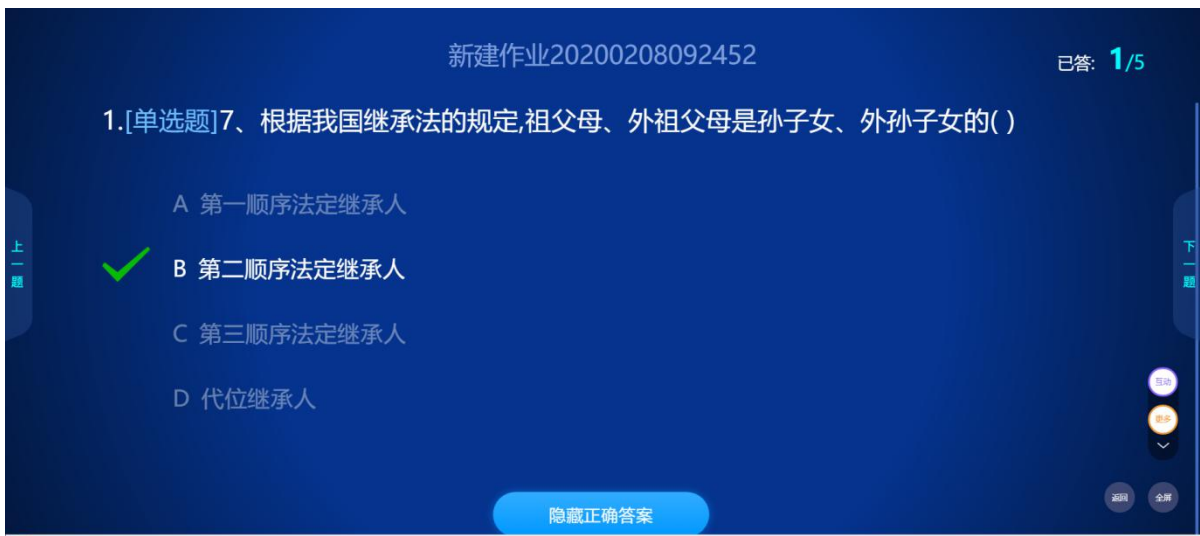 新建作业20200208092452
已答: 1/5
1.[单选题]7、根据我国继承法的规定,祖父母、外祖父母是孙子女、外孙子女的( )
A 第一顺序法定继承人
上一题
B 第二顺序法定继承人
下一题
C 第三顺序法定继承人
D 代位继承人
互动
更多
返回
全屏
隐藏正确答案